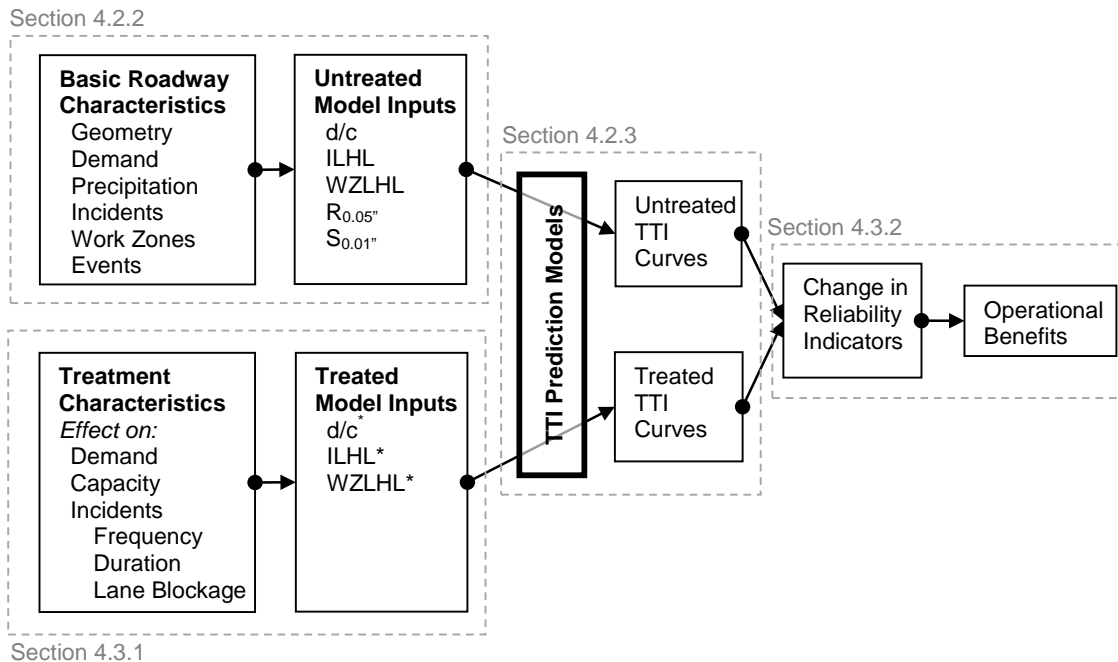 Section 4.2.2
Basic Roadway
Characteristics
Geometry
Demand
Precipitation
Incidents
Work Zones
Events
Untreated
Model Inputs
d/c
ILHL
WZLHL
R0.05”
S0.01”
Section 4.2.3
TTI Prediction Models
Untreated
TTI
Curves
Treated
TTI
Curves
Section 4.3.2
Change in
Reliability
Indicators
Operational
Benefits
Treatment
Characteristics
Effect on:
Demand
Capacity
Incidents
Frequency
Duration
Lane Blockage
Treated
Model Inputs
d/c*
ILHL*
WZLHL*
Section 4.3.1